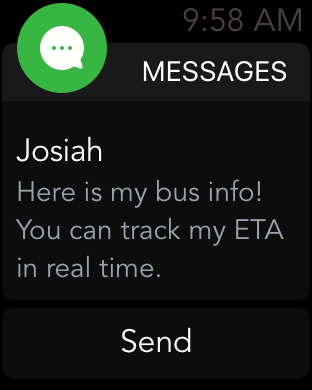 9:58 AM
MESSAGES
Josiah
Here is my bus info!
You can track my ETA
in real time.
Send